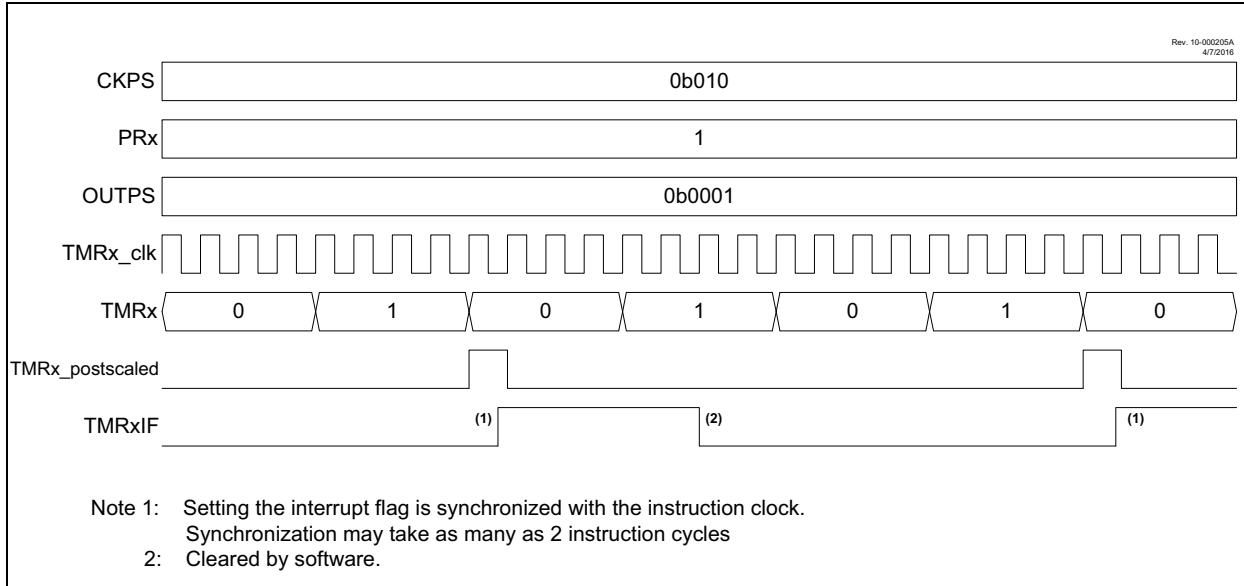 Rev. 10-000205A
4/7/2016
CKPS 0b010
PRx 1
OUTPS 0b0001
TMRx_clk
TMRx 0 1 0 1 0 1 0
TMRx_postscaled
TMRxIF (1) (2) (1)
Note 1: Setting the interrupt flag is synchronized with the instruction clock.
Synchronization may take as many as 2 instruction cycles
2: Cleared by software.